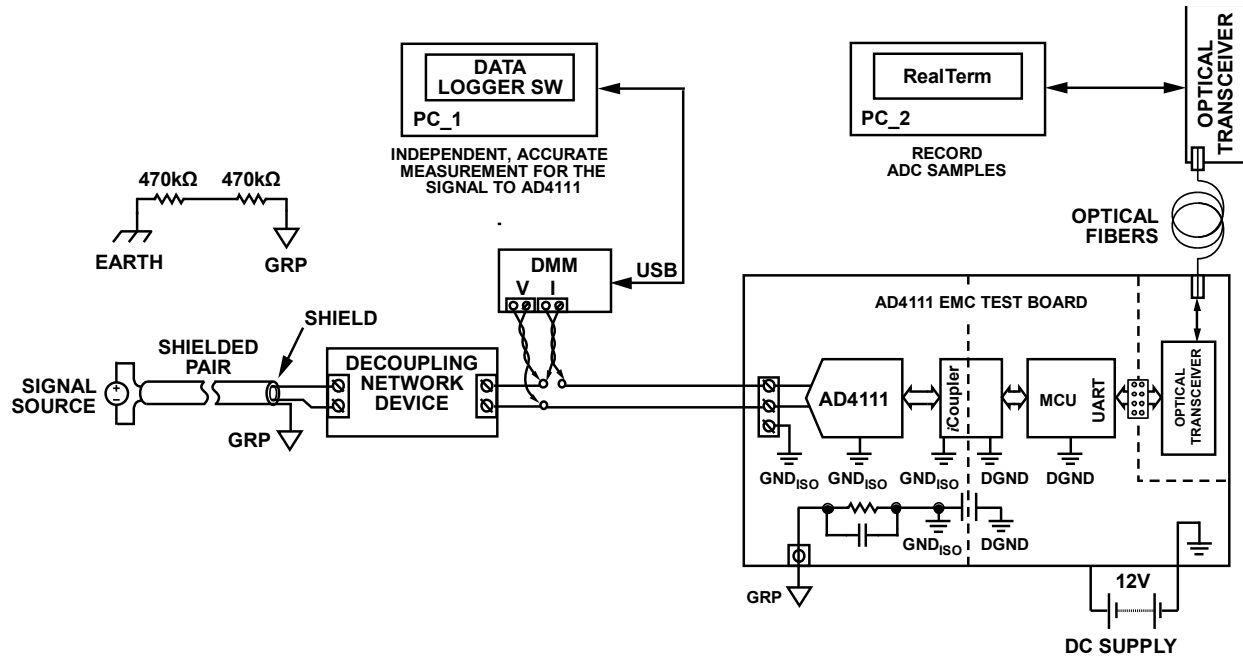 DATA
LOGGER SW
PC_1
INDEPENDENT, ACCURATE
MEASUREMENT FOR THE
SIGNAL TO AD4111
RealTerm
PC_2
RECORD
ADC SAMPLES
OPTICAL
TRANSCEIVER
OPTICAL
FIBERS
470kΩ 470kΩ
EARTH GRP
DMM
V I
USB
SHIELD
SHIELDED
PAIR
SIGNAL
SOURCE
GRP
DECOUPLING
NETWORK
DEVICE
AD4111 EMC TEST BOARD
AD4111
iCoupler
MCU
UART
OPTICAL
TRANSCEIVER
GNDISO GNDISO GNDISO DGND DGND
GNDISO DGND
GRP
12V
DC SUPPLY